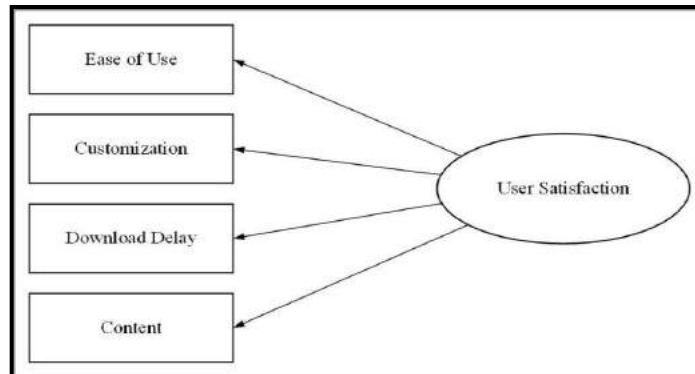 Ease of Use
Customization
User Satisfaction
Download Delay
Content